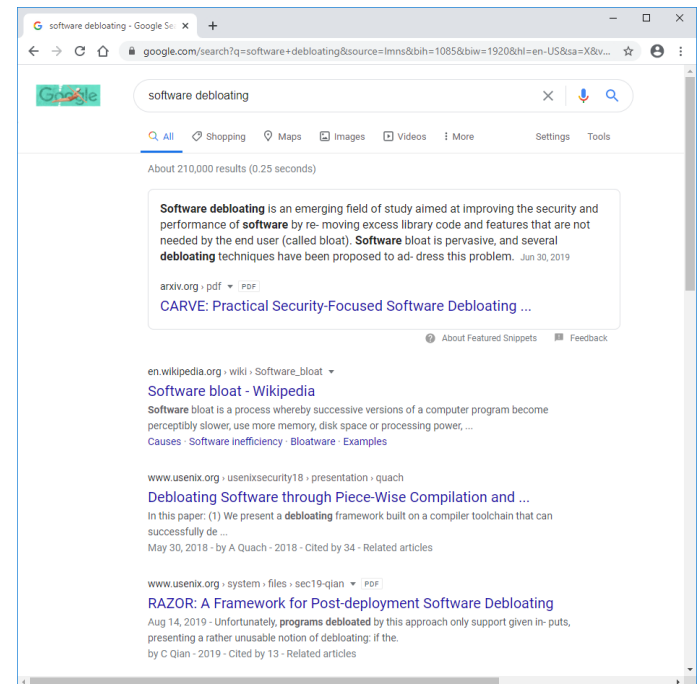 software debloating - Google Se
google.com/search?q=software+debloating&source=lmns&bih=1085&biw=1920&hl=en-US&sa=X&v...
Google
software debloating
All Shopping Maps Images Videos More Settings Tools
About 210,000 results (0.25 seconds)
Software debloating is an emerging field of study aimed at improving the security and
performance of software by re- moving excess library code and features that are not
needed by the end user (called bloat). Software bloat is pervasive, and several
debloating techniques have been proposed to ad- dress this problem. Jun 30, 2019
arxiv.org › pdf PDF
CARVE: Practical Security-Focused Software Debloating ...
About Featured Snippets Feedback
en.wikipedia.org › wiki › Software_bloat
Software bloat - Wikipedia
Software bloat is a process whereby successive versions of a computer program become
perceptibly slower, use more memory, disk space or processing power, ...
Causes · Software inefficiency · Bloatware · Examples
www.usenix.org › usenixsecurity18 › presentation › quach
Debloating Software through Piece-Wise Compilation and ...
In this paper: (1) We present a debloating framework built on a compiler toolchain that can
successfully de ...
May 30, 2018 - by A Quach - 2018 - Cited by 34 - Related articles
www.usenix.org › system › files › sec19-qian PDF
RAZOR: A Framework for Post-deployment Software Debloating
Aug 14, 2019 - Unfortunately, programs debloated by this approach only support given in- puts,
presenting a rather unusable notion of debloating: if the.
by C Qian - 2019 - Cited by 13 - Related articles